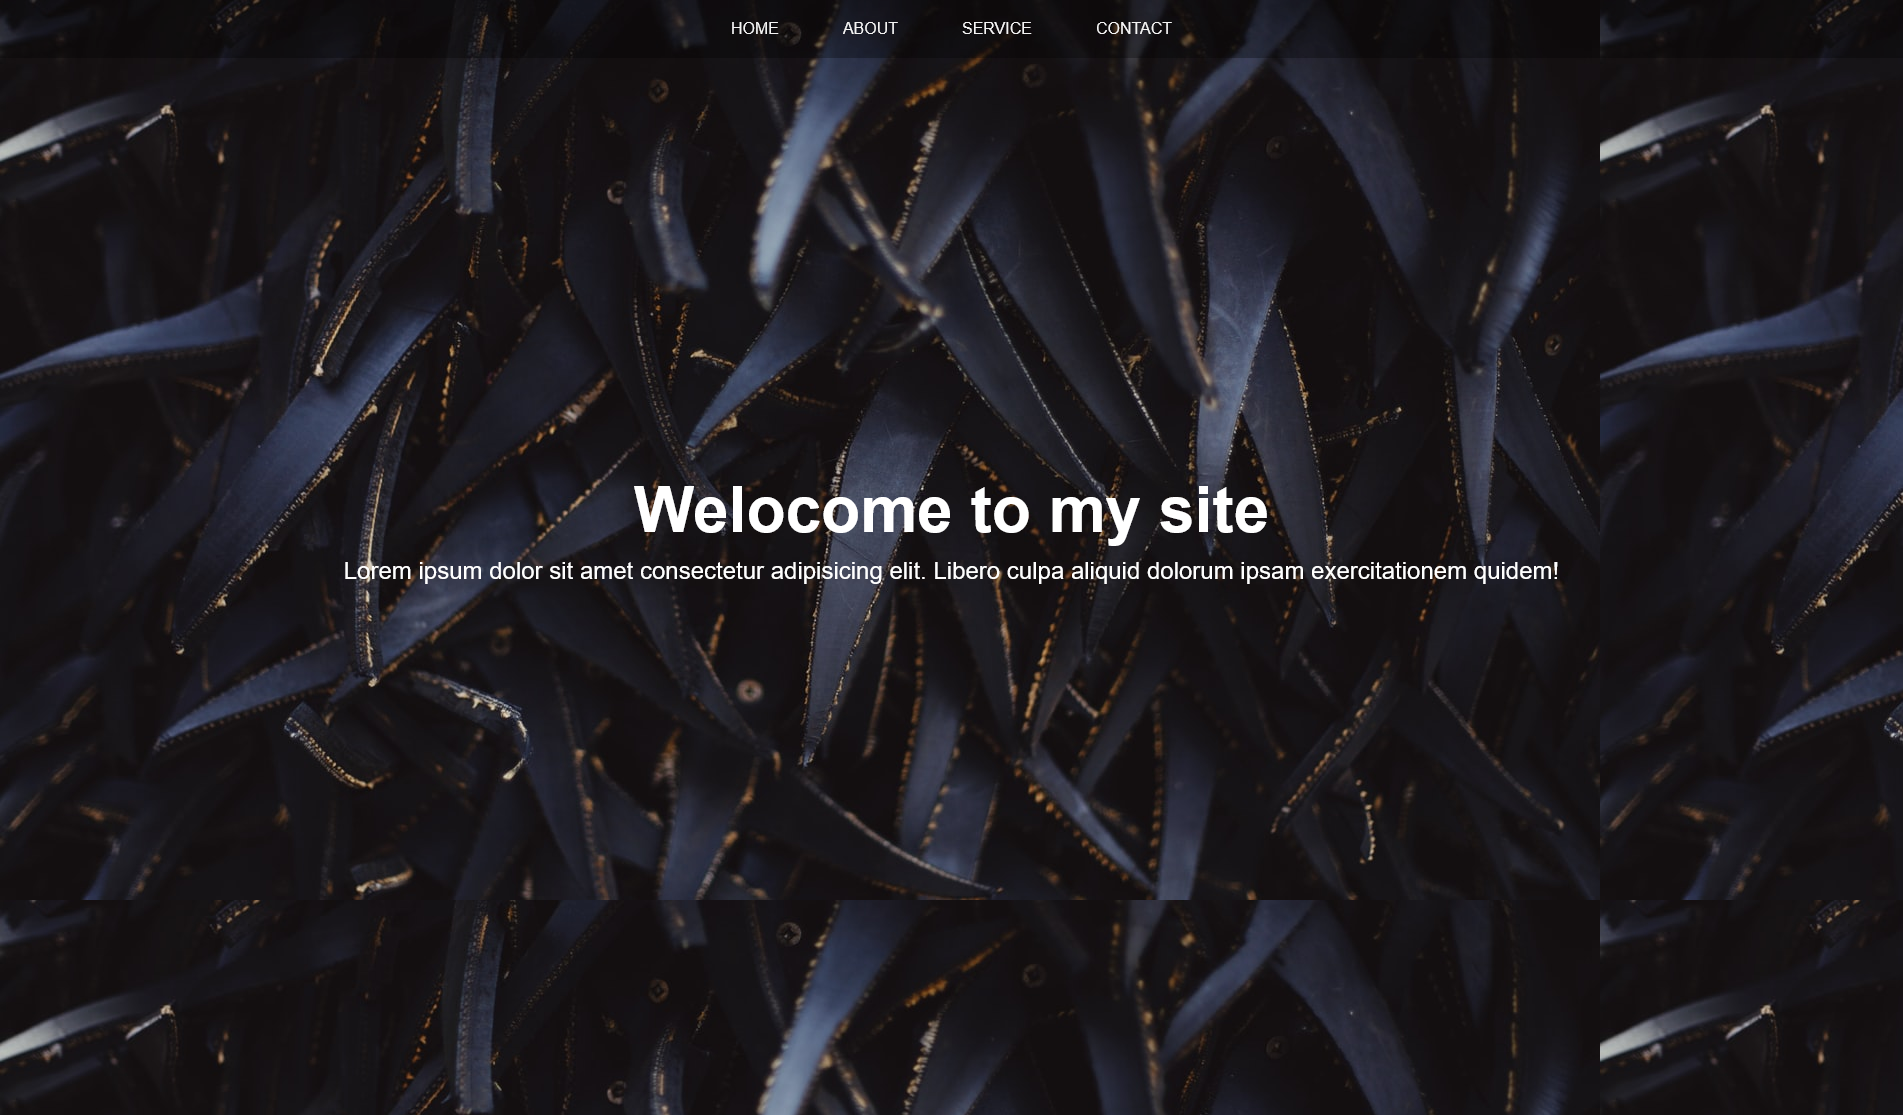 HOME ABOUT SERVICE CONTACT
Welocome to my site
Lorem ipsum dolor sit amet consectetur adipisicing elit. Libero culpa aliquid dolorum ipsam exercitationem quidem!